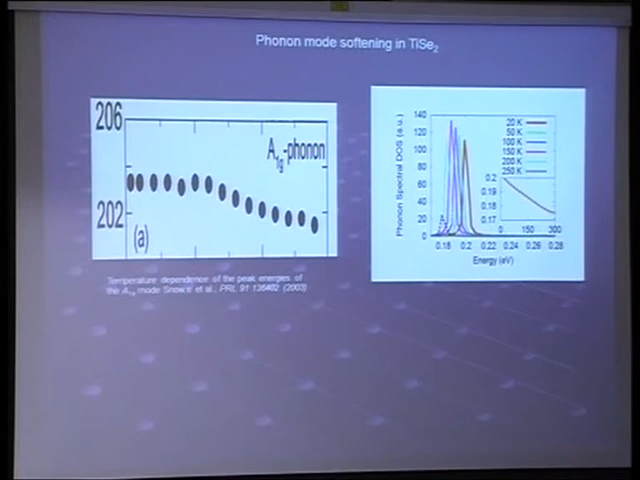 Phonon mode softening in TiSe2
206
A1g-phonon
202
(a)
Temperature dependence of the peak energies of
the A1g mode Snow et al., PRL 91 136402 (2003)
Phonon Spectral DOS (a.u.)
140
120
100
80
60
40
20
0
20 K
50 K
100 K
150 K
200 K
250 K
0.2
0.19
0.18
0.17
0 150 300
0.18 0.2 0.22 0.24 0.26 0.28
Energy (eV)